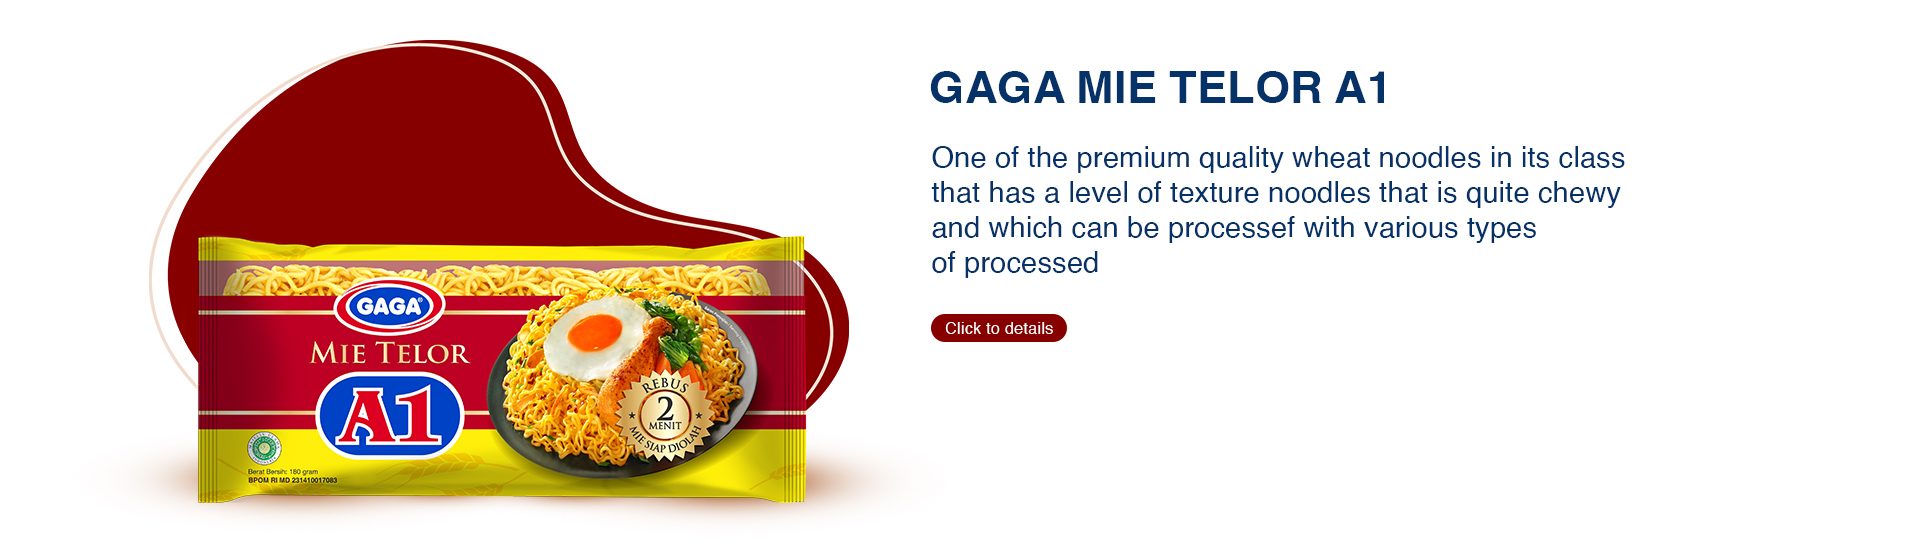 GAGA MIE TELOR A1
One of the premium quality wheat noodles in its class
that has a level of texture noodles that is quite chewy
and which can be processef with various types
of processed
Click to details
GAGA®
MIE TELOR
A1
REBUS
2
MENIT
MIE SIAP DIOLAH
Berat Bersih: 180 gram
BPOM RI MD 231410017083